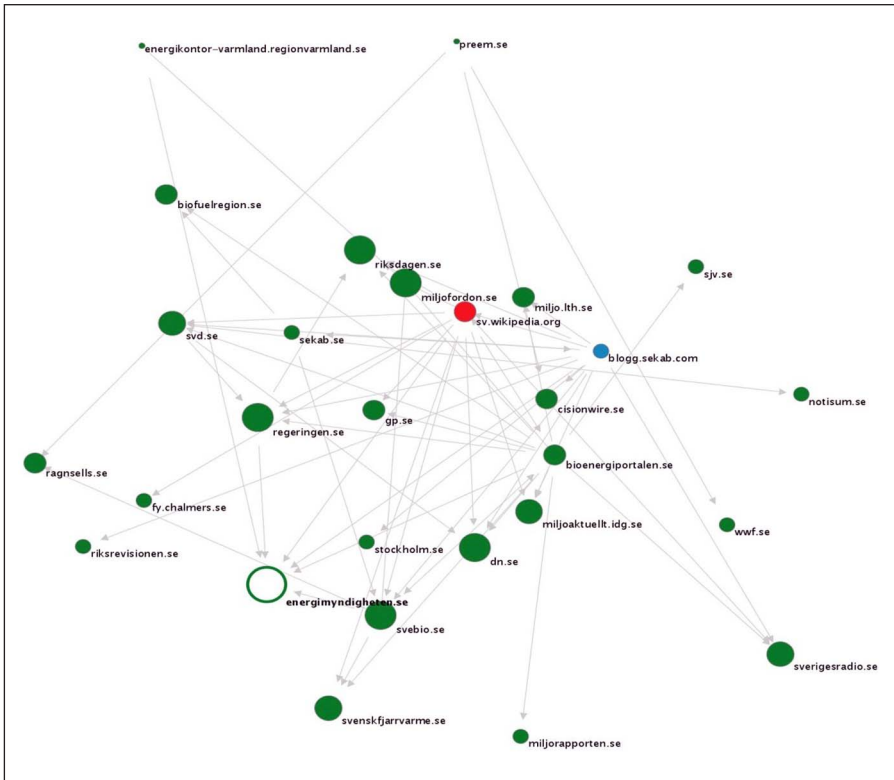 energikontor−varmland.regionvarmland.se
preem.se
biofuelregion.se
riksdagen.se
sjv.se
miljofordon.se
miljo.lth.se
sv.wikipedia.org
svd.se
sekab.se
blogg.sekab.com
notisum.se
cisionwire.se
gp.se
regeringen.se
bioenergiportalen.se
ragnsells.se
fy.chalmers.se
miljoaktuellt.idg.se
wwf.se
stockholm.se
riksrevisionen.se
dn.se
energimyndigheten.se
svebio.se
sverigesradio.se
svenskfjarrvarme.se
miljorapporten.se